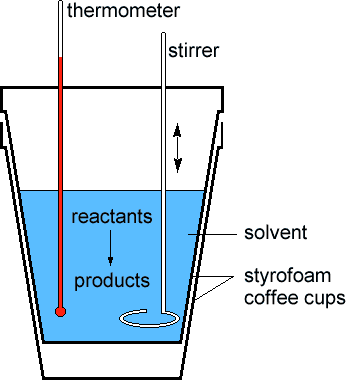 thermometer
stirrer
reactants
products
solvent
styrofoam
coffee cups